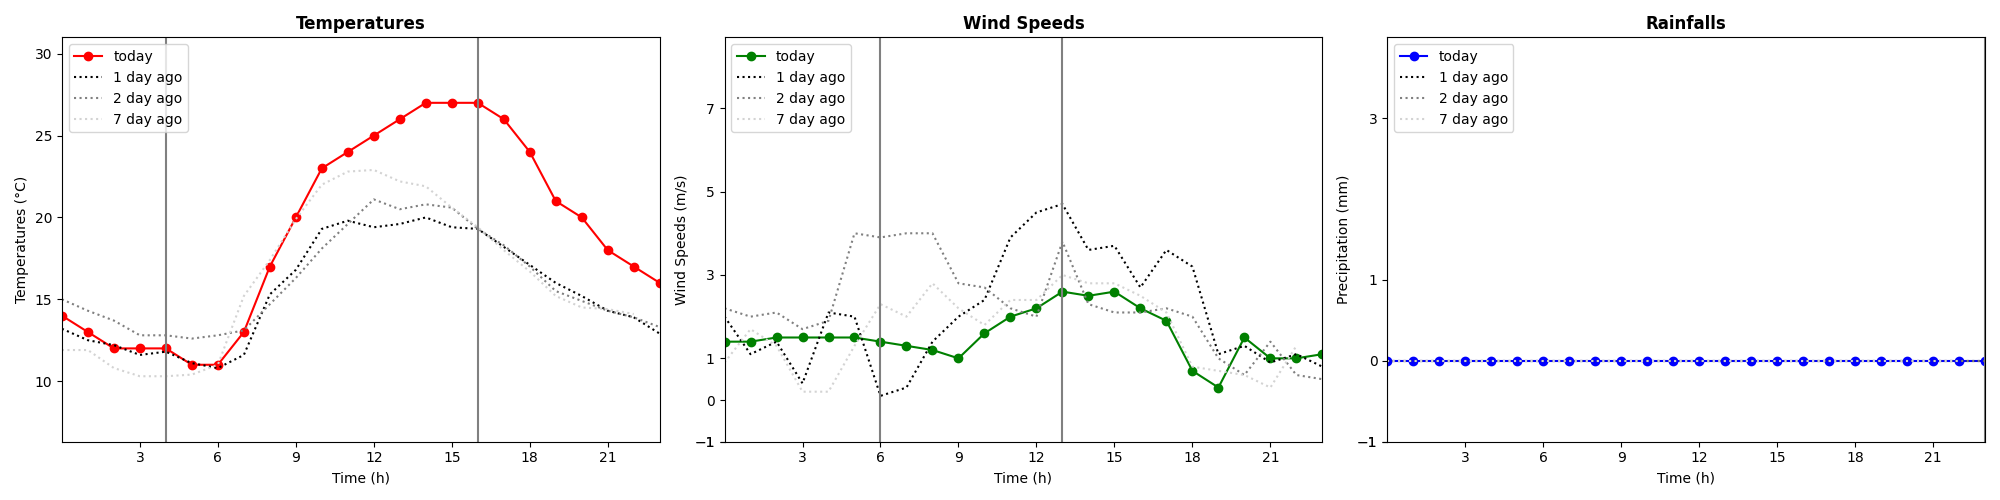 Temperatures
today
1 day ago
2 day ago
7 day ago
30
25
20
15
10
3 6 9 12 15 18 21
Time (h)
Temperatures (°C)
Wind Speeds
today
1 day ago
2 day ago
7 day ago
7
5
3
1
0
−1
3 6 9 12 15 18 21
Time (h)
Wind Speeds (m/s)
Rainfalls
today
1 day ago
2 day ago
7 day ago
3
1
0
−1
3 6 9 12 15 18 21
Time (h)
Precipitation (mm)